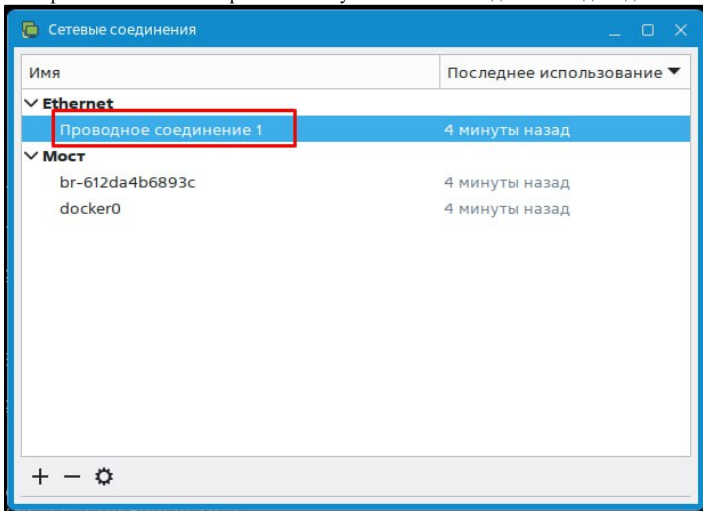 Сетевые соединения
Имя Последнее использование
Ethernet
Проводное соединение 1 4 минуты назад
Мост
br-612da4b6893c 4 минуты назад
docker0 4 минуты назад